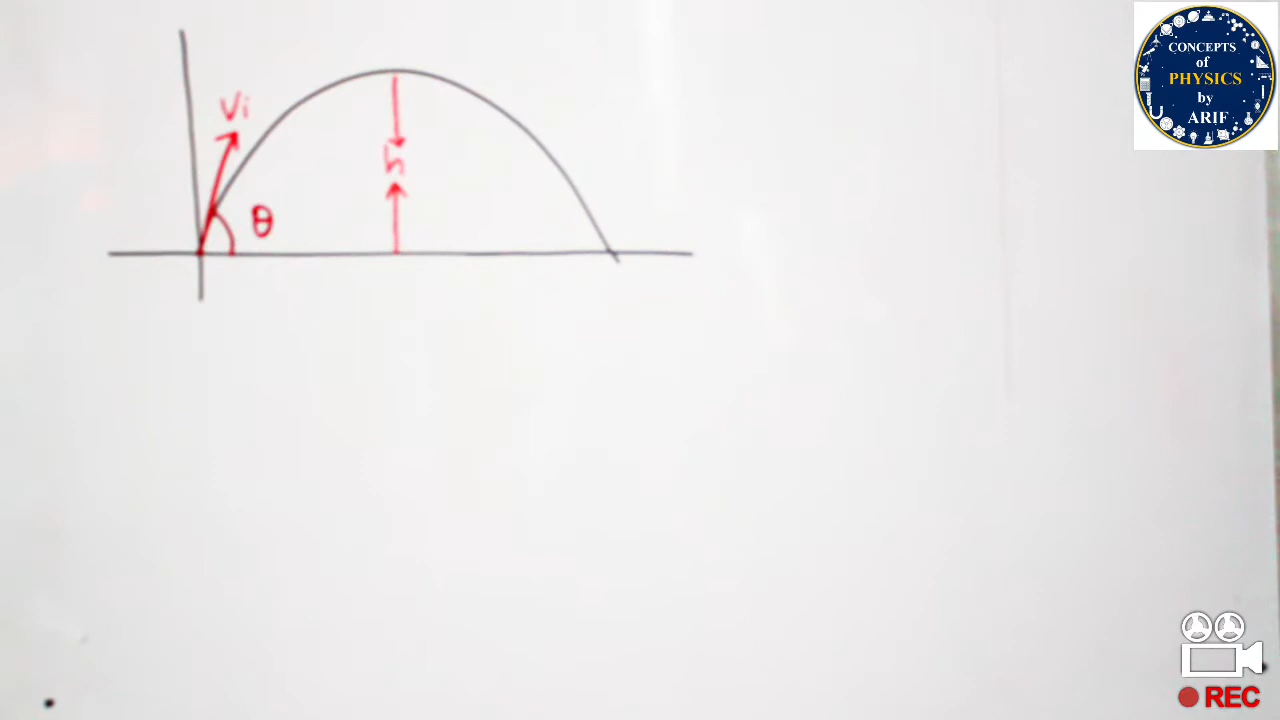 Vi
h
θ
CONCEPTS
of
PHYSICS
by
ARIF
REC